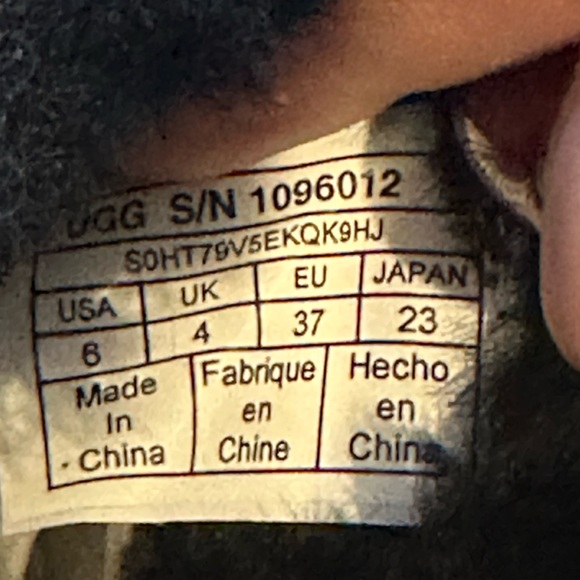 UGG S/N 1096012
S0HT79V5EKQK9HJ
USA UK EU JAPAN
6 4 37 23
Made
In
China
Fabrique
en
Chine
Hecho
en
China